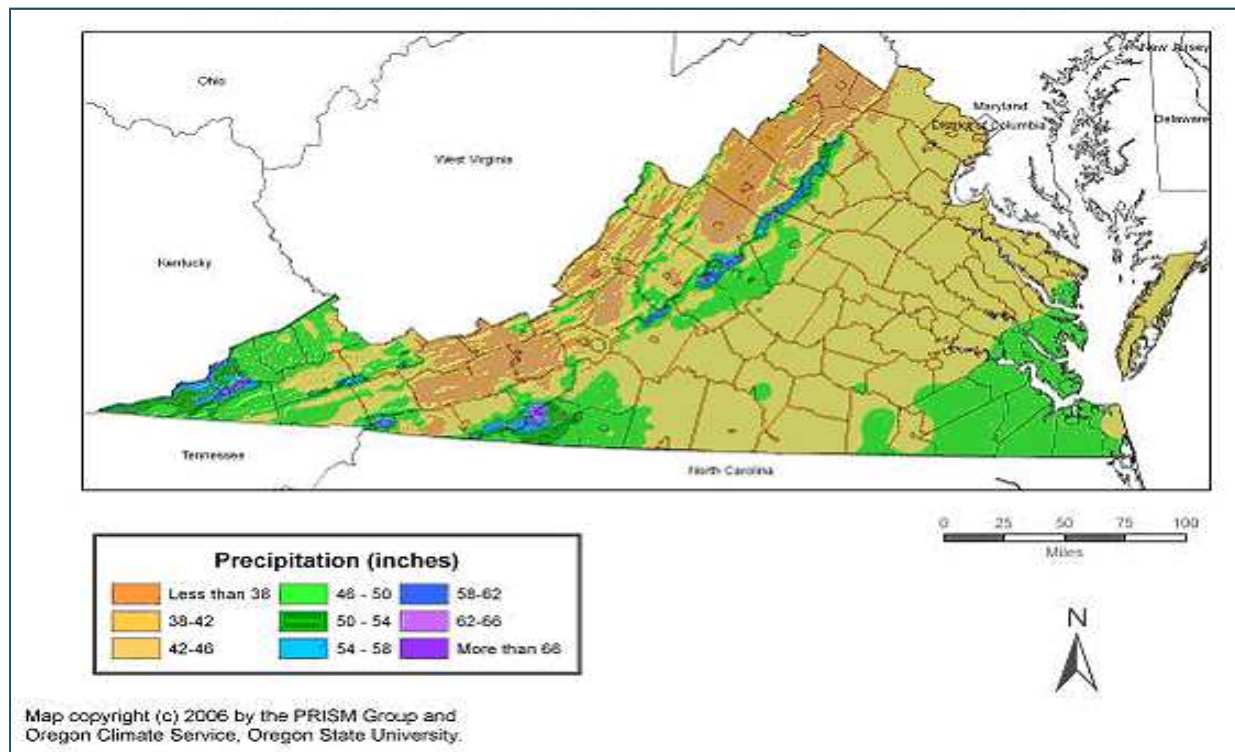 New Jersey
Ohio
Maryland
Delaware
District of Columbia
West Virginia
Kentucky
Tennessee
North Carolina
0 25 50 75 100
Miles
Precipitation (inches)
Less than 38 46 - 50 58-62
38-42 50 - 54 62-66
42-46 54 - 58 More than 66
N
Map copyright (c) 2006 by the PRISM Group and
Oregon Climate Service, Oregon State University.